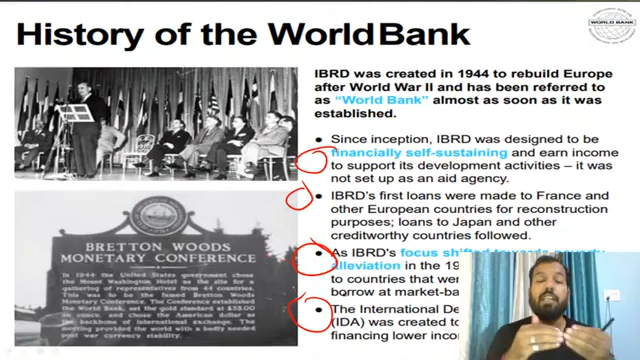 History of the World Bank
WORLD BANK
IBRD was created in 1944 to rebuild Europe
after World War II and has been referred to
as "World Bank" almost as soon as it was
established.
Since inception, IBRD was designed to be
financially self-sustaining and earn income
to support its development activities – it
was not set up as an aid agency.
IBRD's first loans were made to France and
other European countries for reconstruction
purposes; loans to Japan and other
creditworthy countries followed.
As IBRD's focus shifted
alleviation in the 19
to countries that wer
borrow at market-ba
The International De
(IDA) was created to
financing lower incom
BRETTON WOODS
MONETARY CONFERENCE
In 1944 the United States government chose
the Mount Washington Hotel as the site for
a gathering of representatives from 44 countries.
This was to be the famed Bretton Woods
Monetary Conference. The Conference established
the World Bank, set the gold standard at $35.00
an ounce, and chose the American dollar as
the backbone of international exchange. The
meeting provided the world with a badly needed
post war currency stability.